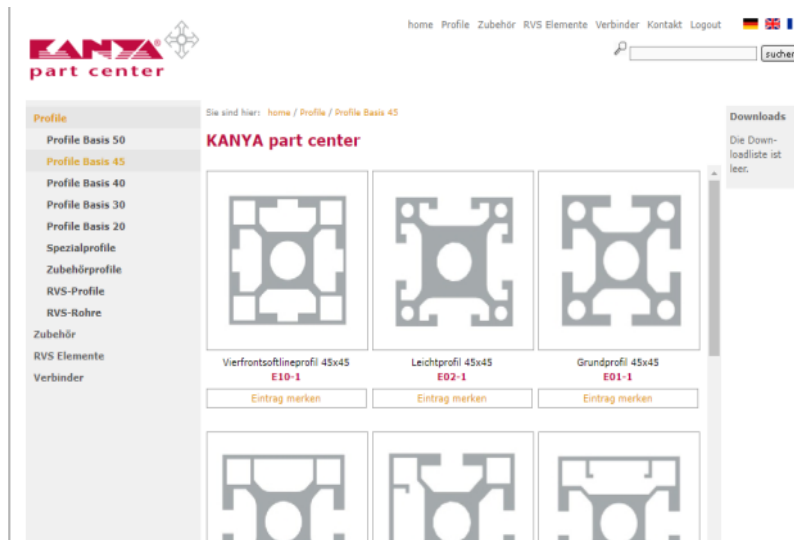 home Profile Zubehör RVS Elemente Verbinder Kontakt Logout
KANYA
part center
suchen
Profile
Profile Basis 50
Profile Basis 45
Profile Basis 40
Profile Basis 30
Profile Basis 20
Spezialprofile
Zubehörprofile
RVS-Profile
RVS-Rohre
Zubehör
RVS Elemente
Verbinder
Sie sind hier: home / Profile / Profile Basis 45
KANYA part center
Vierfrontsoftlineprofil 45x45
E10-1
Eintrag merken
Leichtprofil 45x45
E02-1
Eintrag merken
Grundprofil 45x45
E01-1
Eintrag merken
Downloads
Die Down-
loadliste ist
leer.